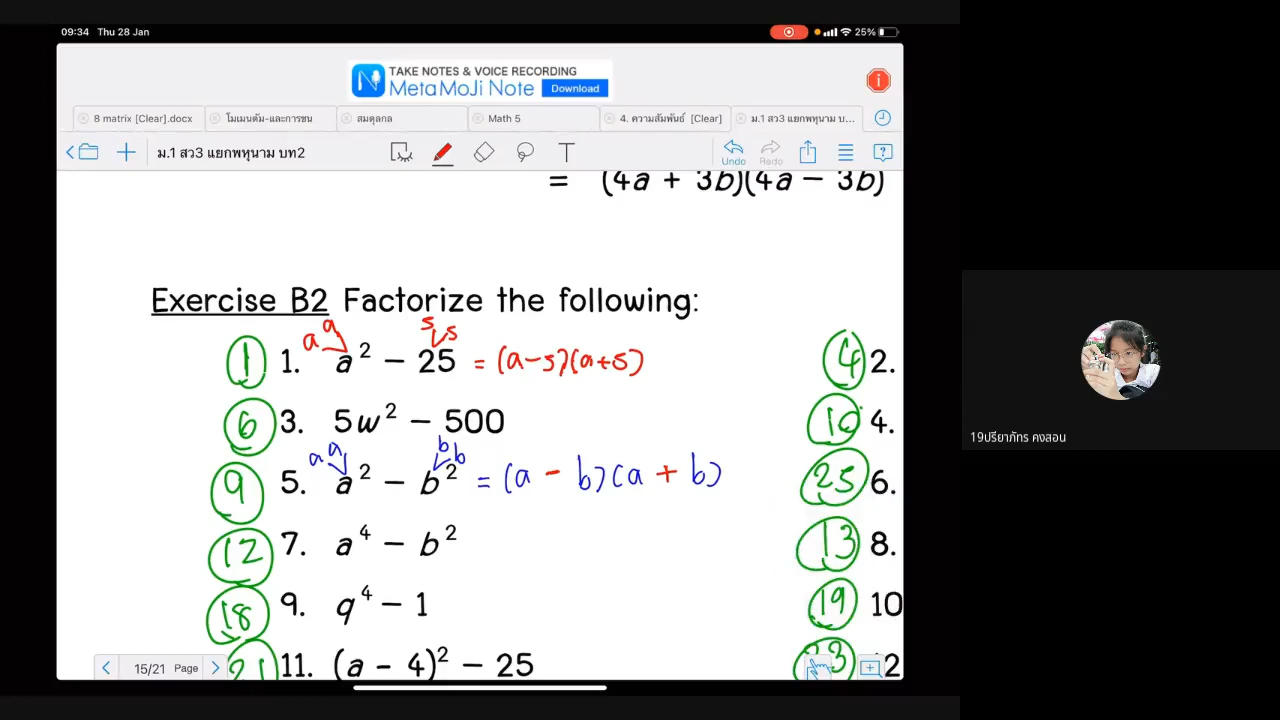 09:34 Thu 28 Jan 25%
TAKE NOTES & VOICE RECORDING
MetaMoJi Note Download
8 matrix [Clear].docx โมเมนตัม-และการชน สมดุลกล Math 5 4. ความสัมพันธ์ [Clear] ม.1 สว3 แยกพหุนาม บ...
ม.1 สว3 แยกพหุนาม บท2 T Undo Redo
= (4a + 3b)(4a − 3b)
Exercise B2 Factorize the following:
a a 5 5
1 1. a² − 25 = (a−5)(a+5) 4 2.
6 3. 5w² − 500 10 4.
a a b b
9 5. a² − b² = (a − b)(a + b) 25 6.
12 7. a⁴ − b² 13 8.
18 9. q⁴ − 1 19 10
21 11. (a − 4)² − 25 23 12
15/21 Page
19ปรียาภัทร คงสอน